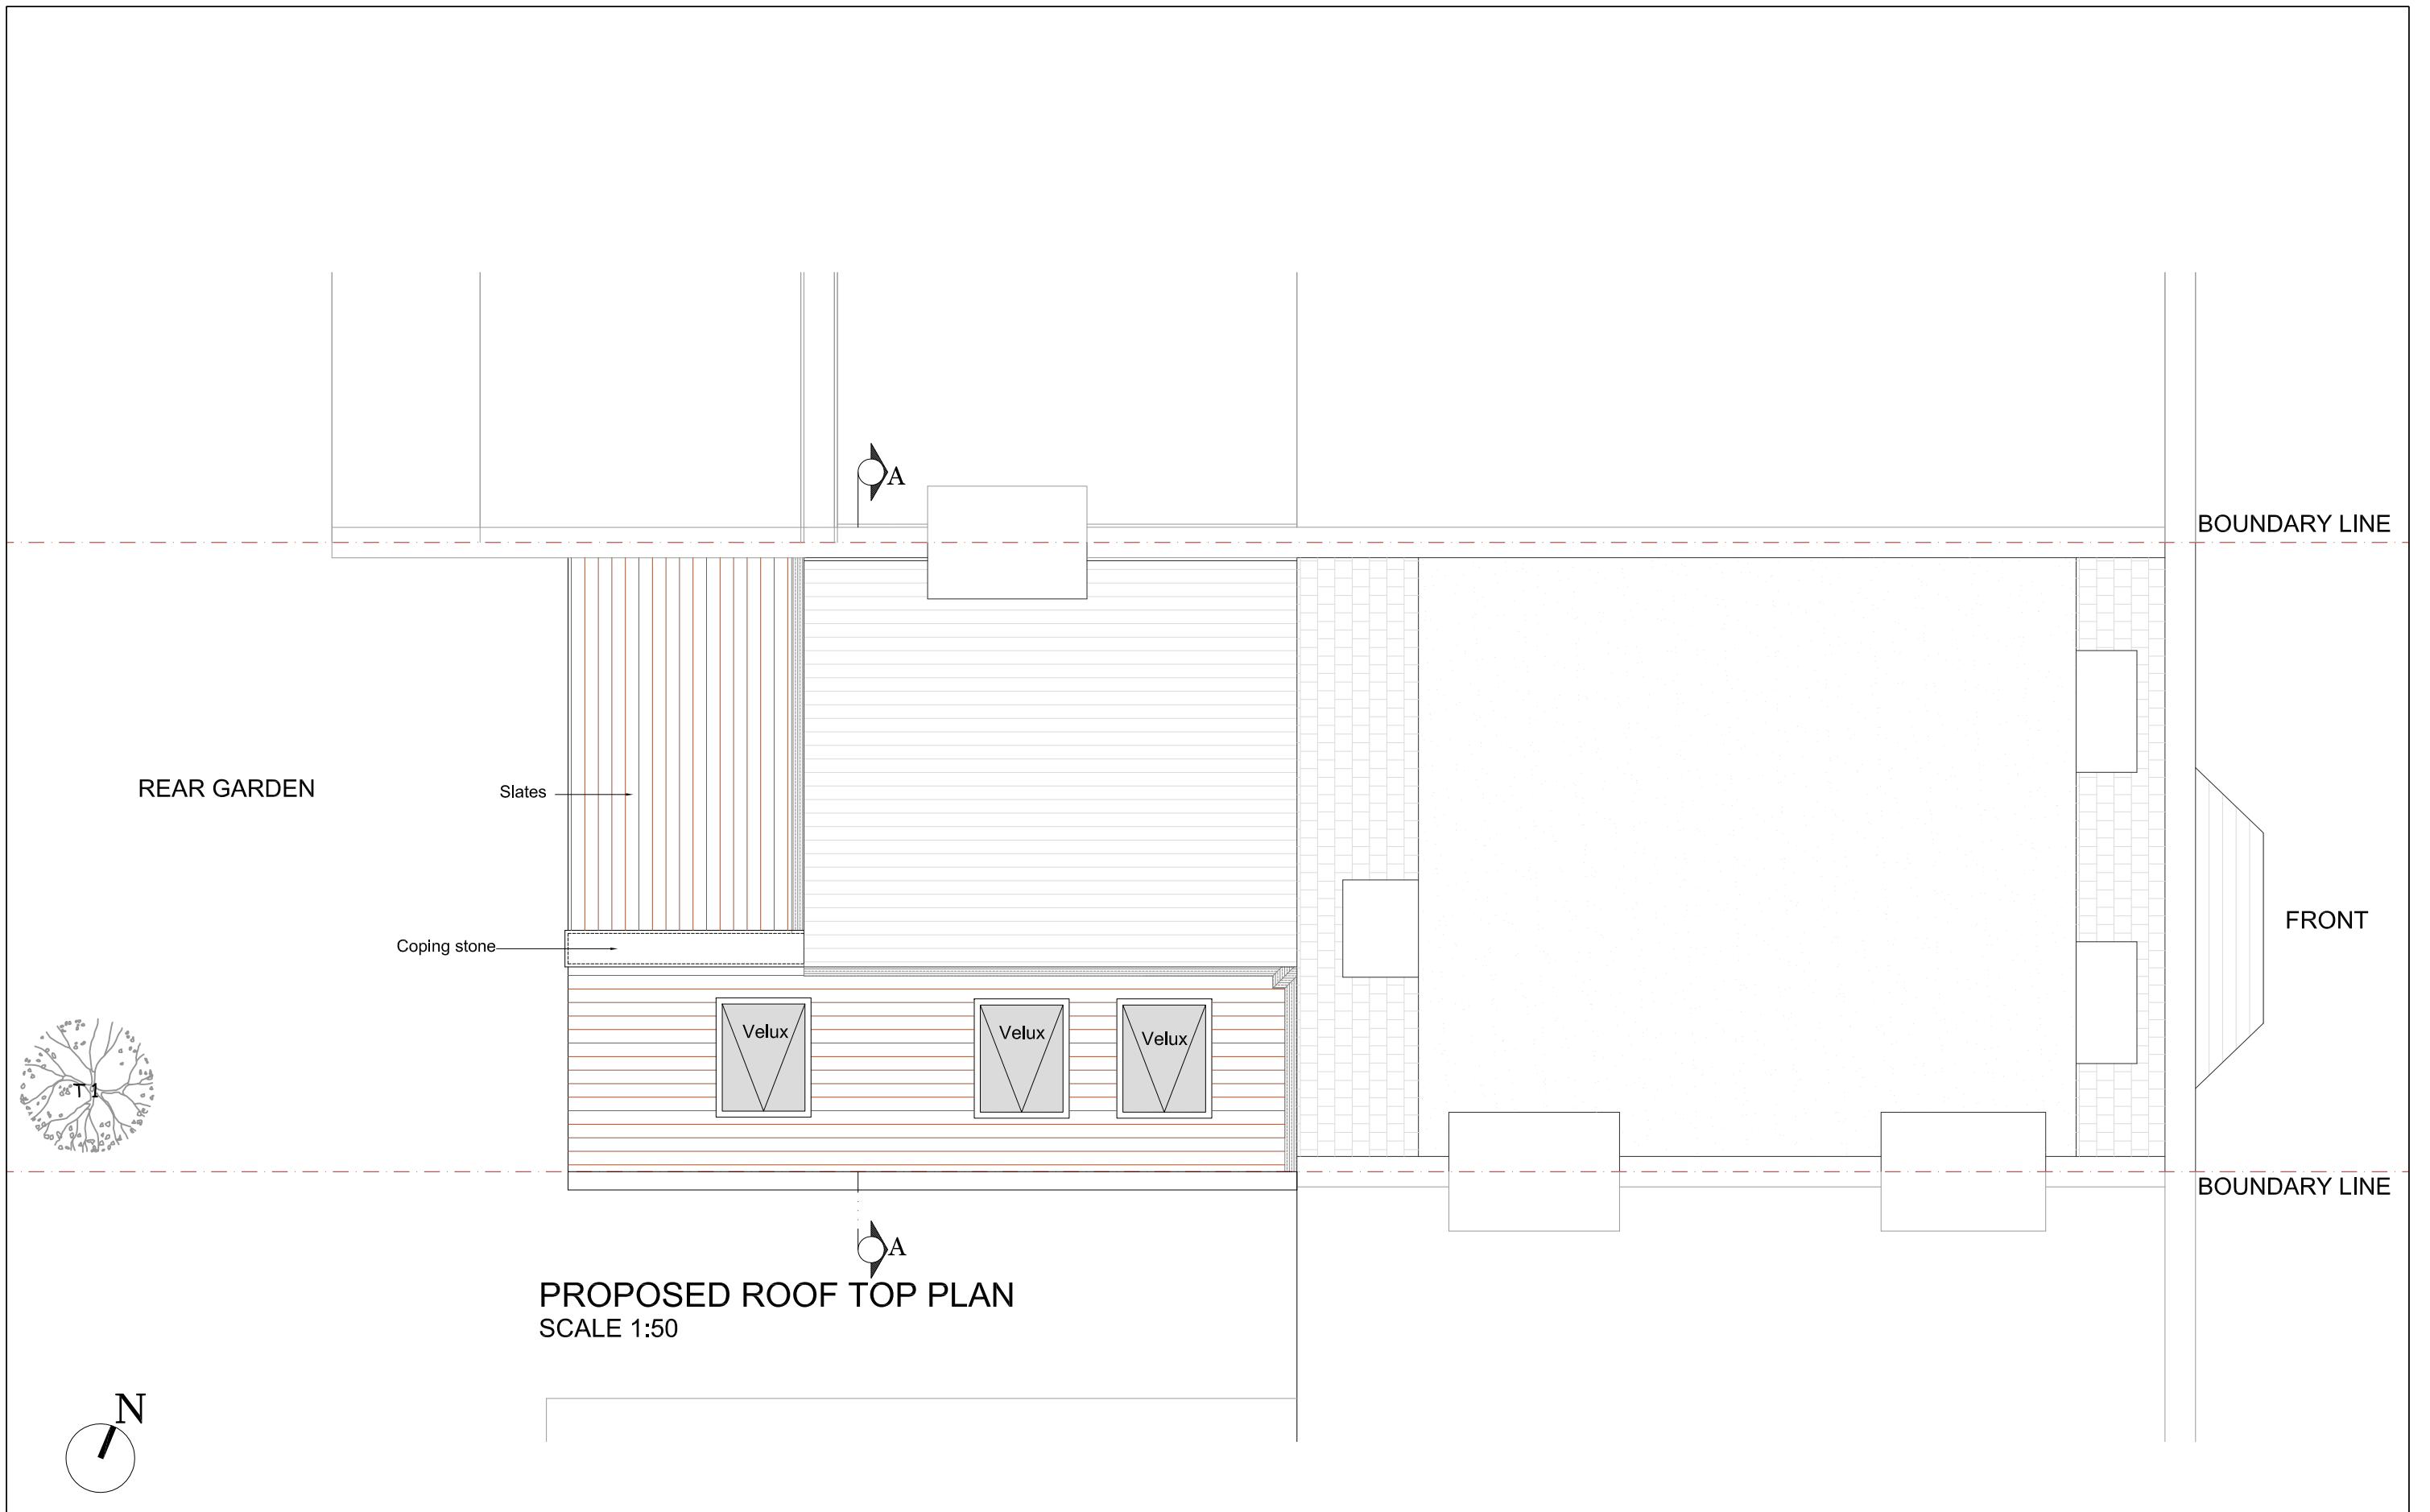 A
BOUNDARY LINE
REAR GARDEN
Slates
Coping stone
FRONT
Velux
Velux
Velux
T1
BOUNDARY LINE
A
PROPOSED ROOF TOP PLAN
SCALE 1:50
N